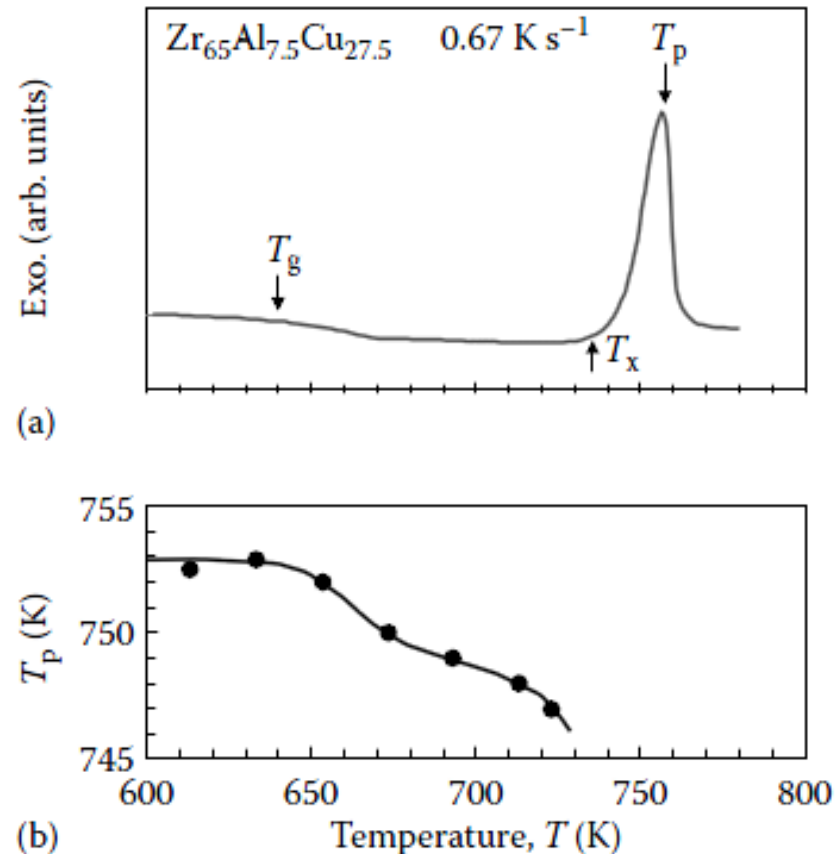 Zr₆₅Al₇.₅Cu₂₇.₅ 0.67 K s⁻¹
Tₚ
Exo. (arb. units)
T_g
Tₓ
(a)
755
750
745
Tₚ (K)
600 650 700 750 800
(b) Temperature, T (K)